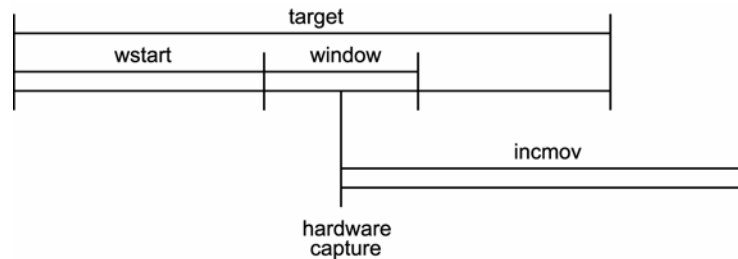 target
wstart window
incmov
hardware
capture